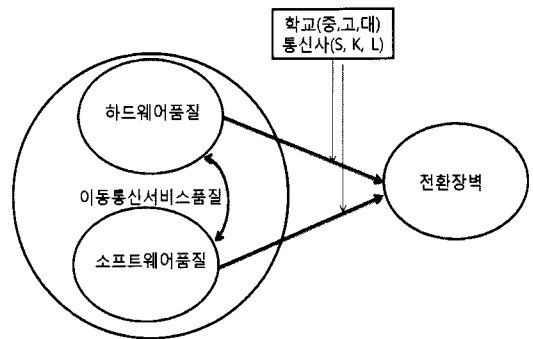 학교(중,고,대)
통신사(S, K, L)
하드웨어품질
이동통신서비스품질
전환장벽
소프트웨어품질